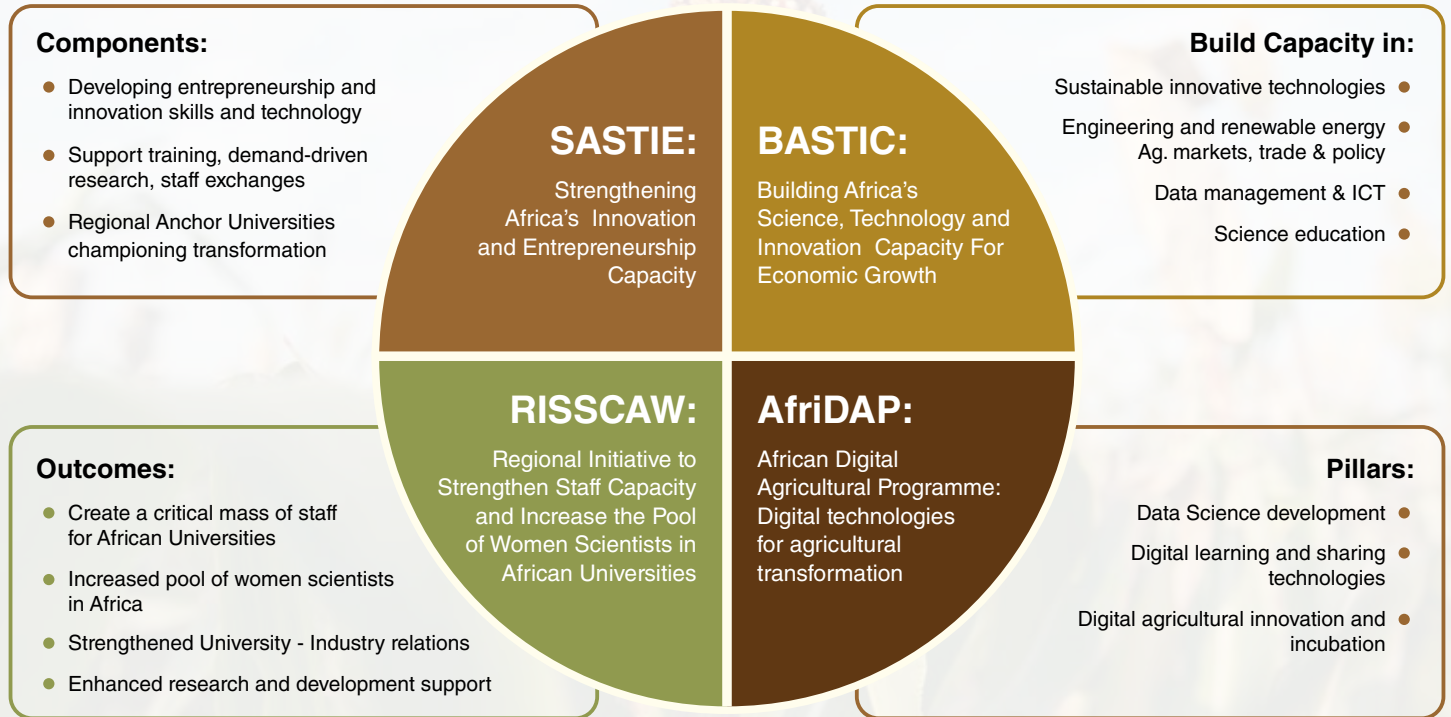 Components:
Developing entrepreneurship and
innovation skills and technology
Support training, demand-driven
research, staff exchanges
Regional Anchor Universities
championing transformation
SASTIE:
Strengthening
Africa's Innovation
and Entrepreneurship
Capacity
BASTIC:
Building Africa's
Science, Technology and
Innovation Capacity For
Economic Growth
Build Capacity in:
Sustainable innovative technologies
Engineering and renewable energy
Ag. markets, trade & policy
Data management & ICT
Science education
Outcomes:
Create a critical mass of staff
for African Universities
Increased pool of women scientists
in Africa
Strengthened University - Industry relations
Enhanced research and development support
RISSCAW:
Regional Initiative to
Strengthen Staff Capacity
and Increase the Pool
of Women Scientists in
African Universities
AfriDAP:
African Digital
Agricultural Programme:
Digital technologies
for agricultural
transformation
Pillars:
Data Science development
Digital learning and sharing
technologies
Digital agricultural innovation and
incubation